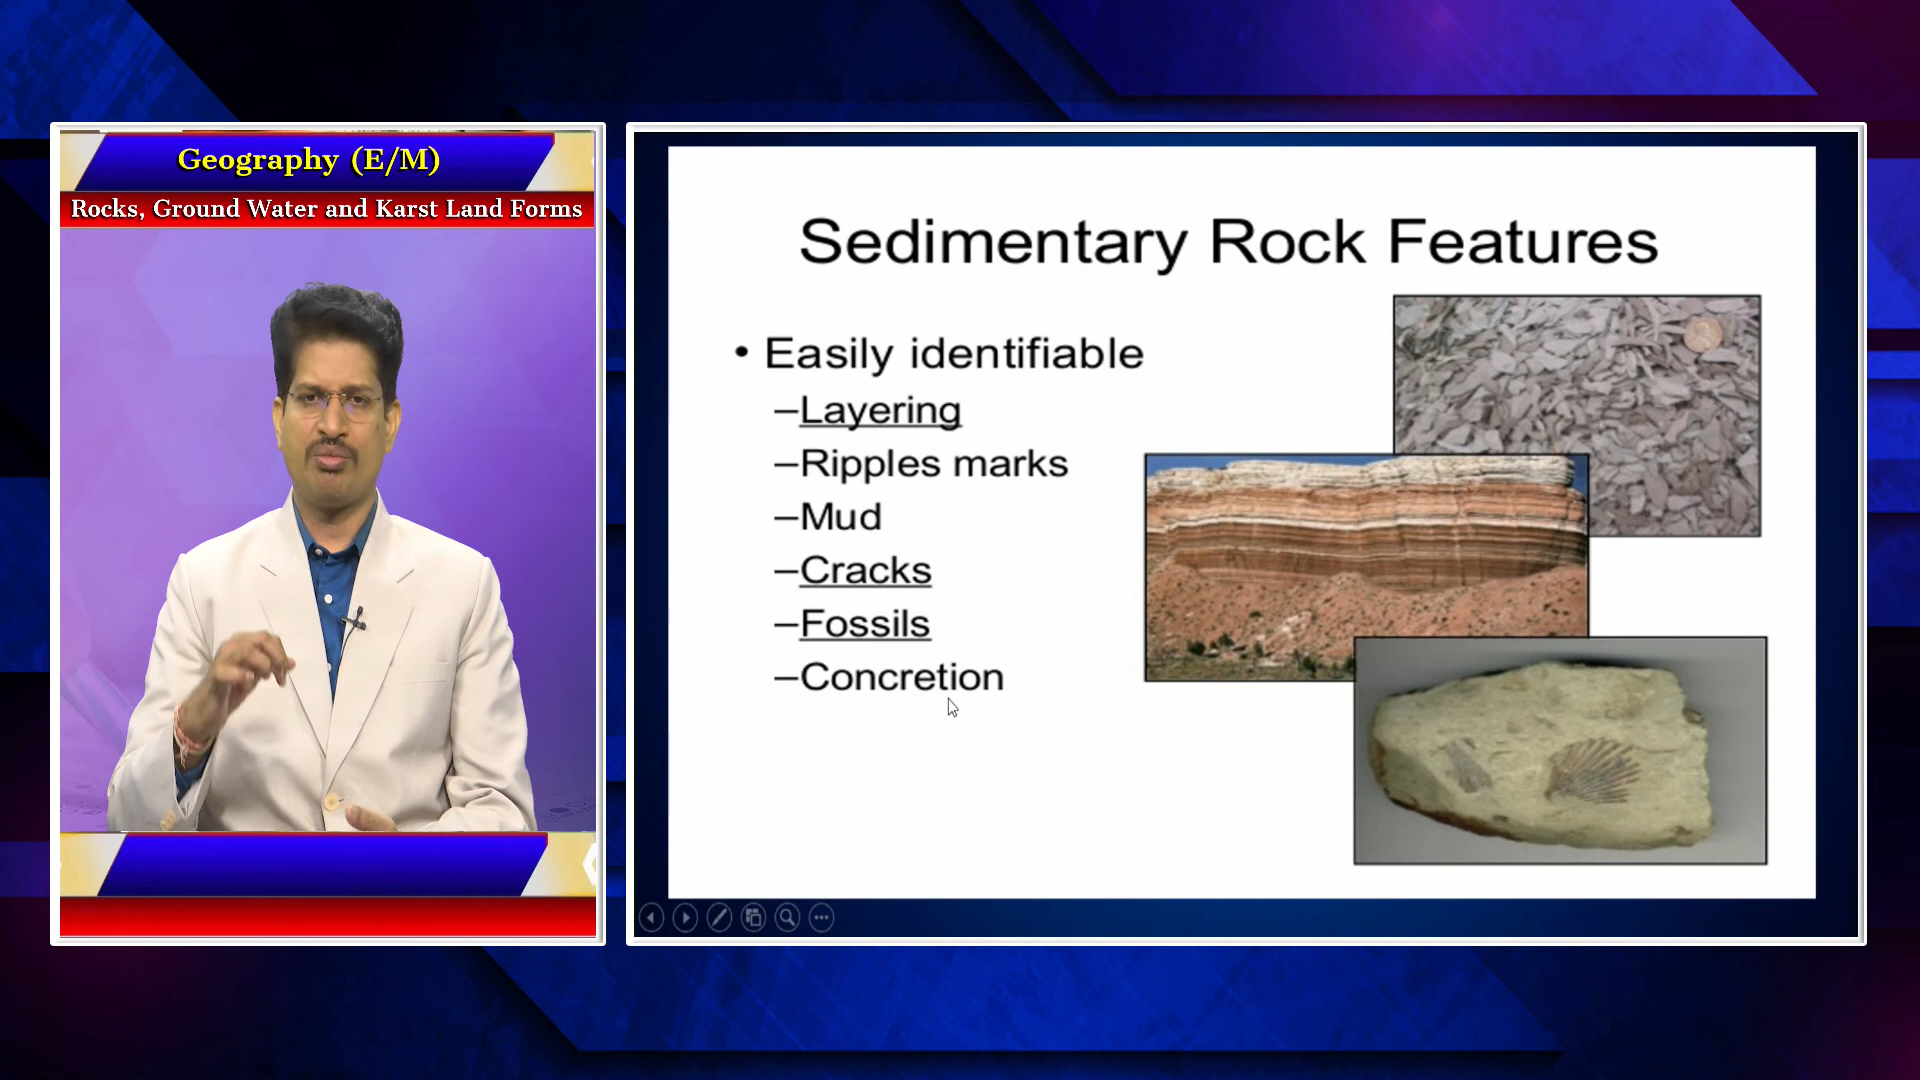 Geography (E/M)
Rocks, Ground Water and Karst Land Forms
Sedimentary Rock Features
• Easily identifiable
–Layering
–Ripples marks
–Mud
–Cracks
–Fossils
–Concretion